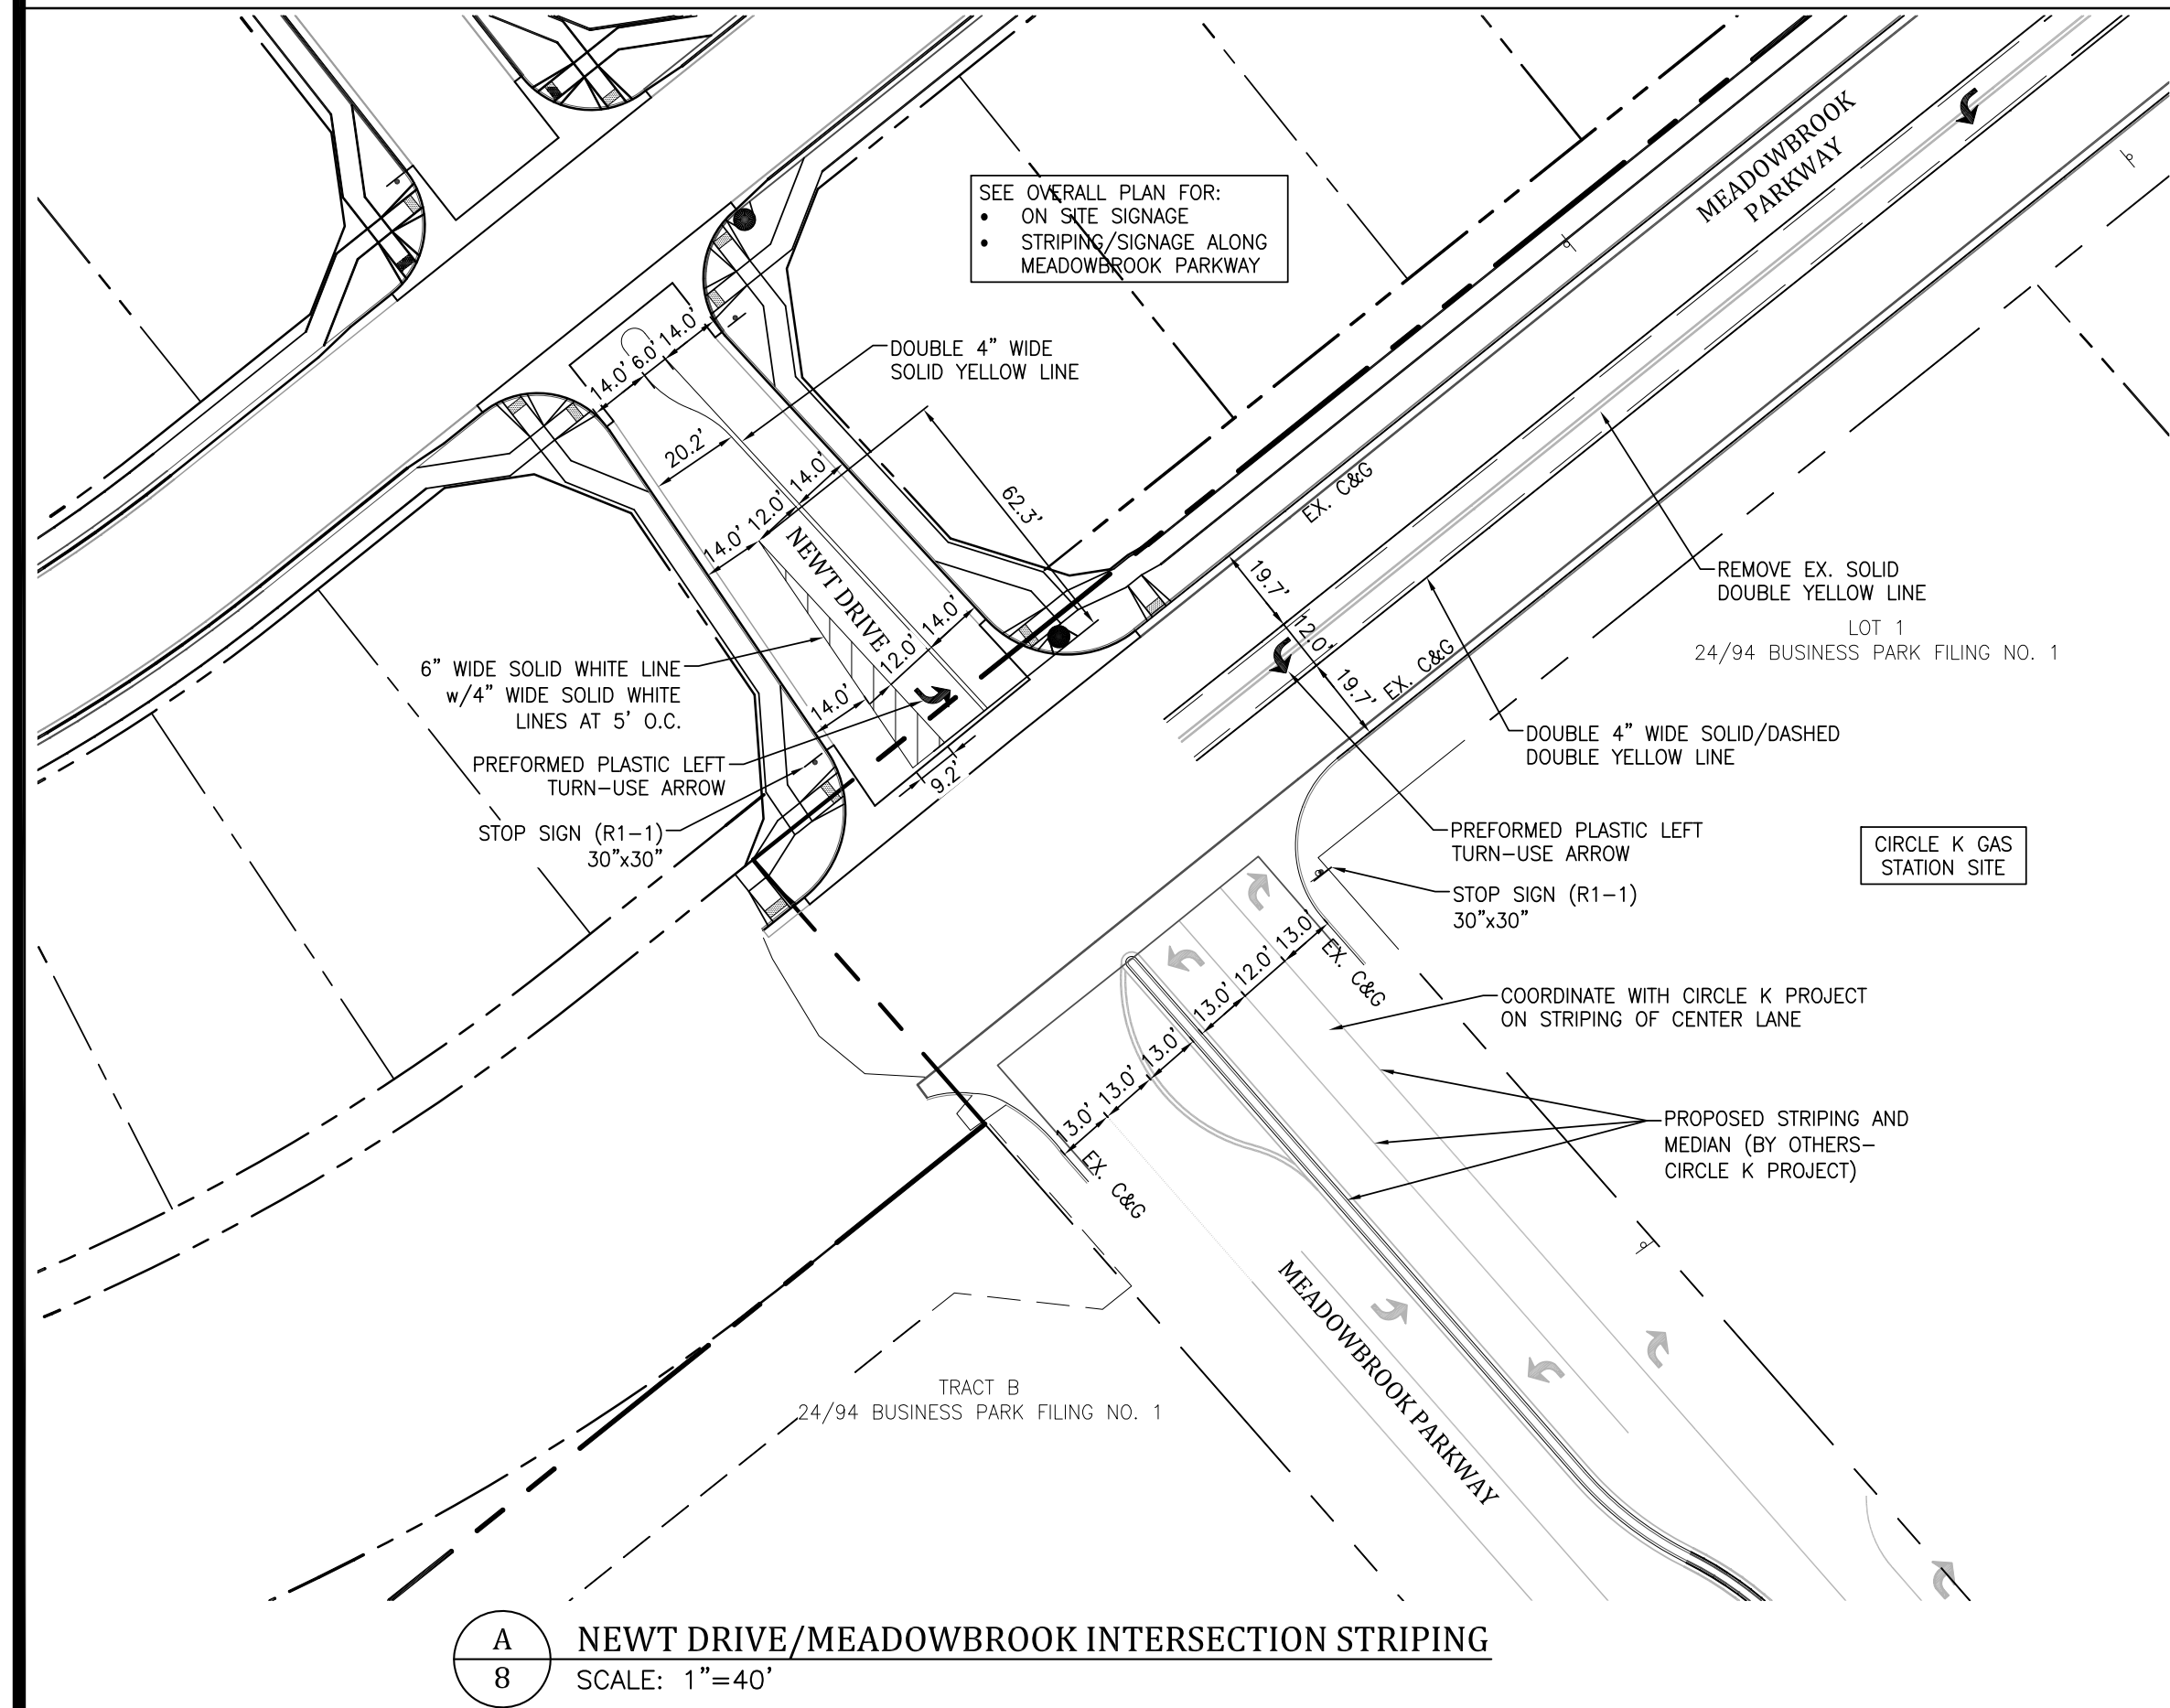 MEADOWBROOK
PARKWAY
SEE OVERALL PLAN FOR:
• ON SITE SIGNAGE
• STRIPING/SIGNAGE ALONG
MEADOWBROOK PARKWAY
14.0' 6.0' 14.0'
DOUBLE 4" WIDE
SOLID YELLOW LINE
20.2'
14.0' 12.0' 14.0'
62.3'
NEWT DRIVE
EX. C&G
19.7'
12.0'
19.7'
EX. C&G
REMOVE EX. SOLID
DOUBLE YELLOW LINE
LOT 1
24/94 BUSINESS PARK FILING NO. 1
14.0' 12.0' 14.0'
9.2'
6" WIDE SOLID WHITE LINE
w/4" WIDE SOLID WHITE
LINES AT 5' O.C.
PREFORMED PLASTIC LEFT
TURN-USE ARROW
STOP SIGN (R1-1)
30"x30"
DOUBLE 4" WIDE SOLID/DASHED
DOUBLE YELLOW LINE
PREFORMED PLASTIC LEFT
TURN-USE ARROW
STOP SIGN (R1-1)
30"x30"
CIRCLE K GAS
STATION SITE
13.0' 13.0' 13.0' 13.0' 12.0' 13.0'
EX. C&G
EX. C&G
COORDINATE WITH CIRCLE K PROJECT
ON STRIPING OF CENTER LANE
PROPOSED STRIPING AND
MEDIAN (BY OTHERS-
CIRCLE K PROJECT)
MEADOWBROOK PARKWAY
TRACT B
24/94 BUSINESS PARK FILING NO. 1
A
8
NEWT DRIVE/MEADOWBROOK INTERSECTION STRIPING
SCALE: 1"=40'